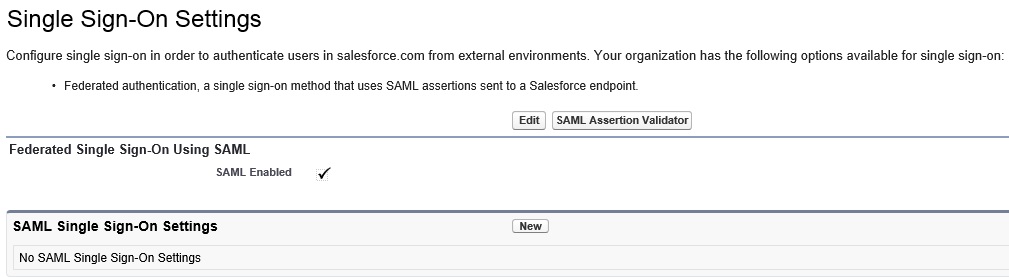 Single Sign-On Settings
Configure single sign-on in order to authenticate users in salesforce.com from external environments. Your organization has the following options available for single sign-on:
• Federated authentication, a single sign-on method that uses SAML assertions sent to a Salesforce endpoint.
Edit SAML Assertion Validator
Federated Single Sign-On Using SAML
SAML Enabled ✓
SAML Single Sign-On Settings New
No SAML Single Sign-On Settings